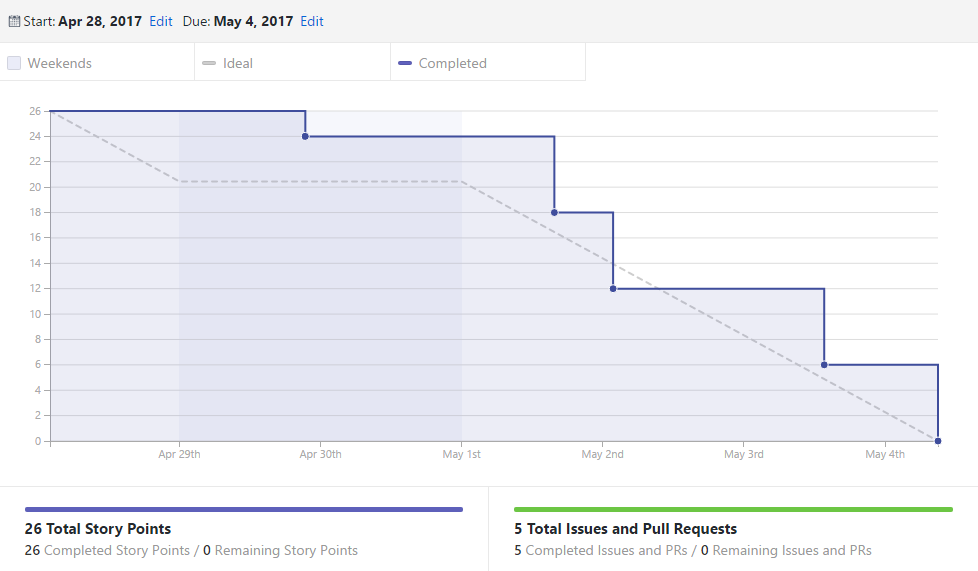 Start: Apr 28, 2017 Edit Due: May 4, 2017 Edit
Weekends Ideal Completed
26
24
22
20
18
16
14
12
10
8
6
4
2
0
Apr 29th Apr 30th May 1st May 2nd May 3rd May 4th
26 Total Story Points
26 Completed Story Points / 0 Remaining Story Points
5 Total Issues and Pull Requests
5 Completed Issues and PRs / 0 Remaining Issues and PRs